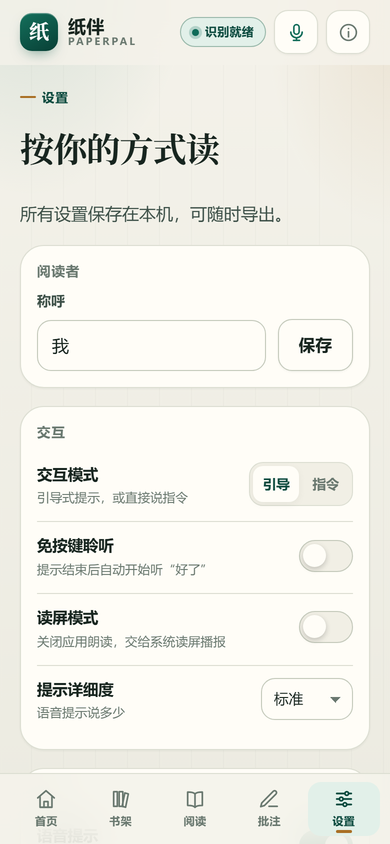 纸
纸伴
PAPERPAL
识别就绪
设置
按你的方式读
所有设置保存在本机，可随时导出。
阅读者
称呼
我
保存
交互
交互模式
引导式提示，或直接说指令
引导
指令
免按键聆听
提示结束后自动开始听“好了”
读屏模式
关闭应用朗读，交给系统读屏播报
提示详细度
语音提示说多少
标准
首页
书架
阅读
批注
设置
语音提示